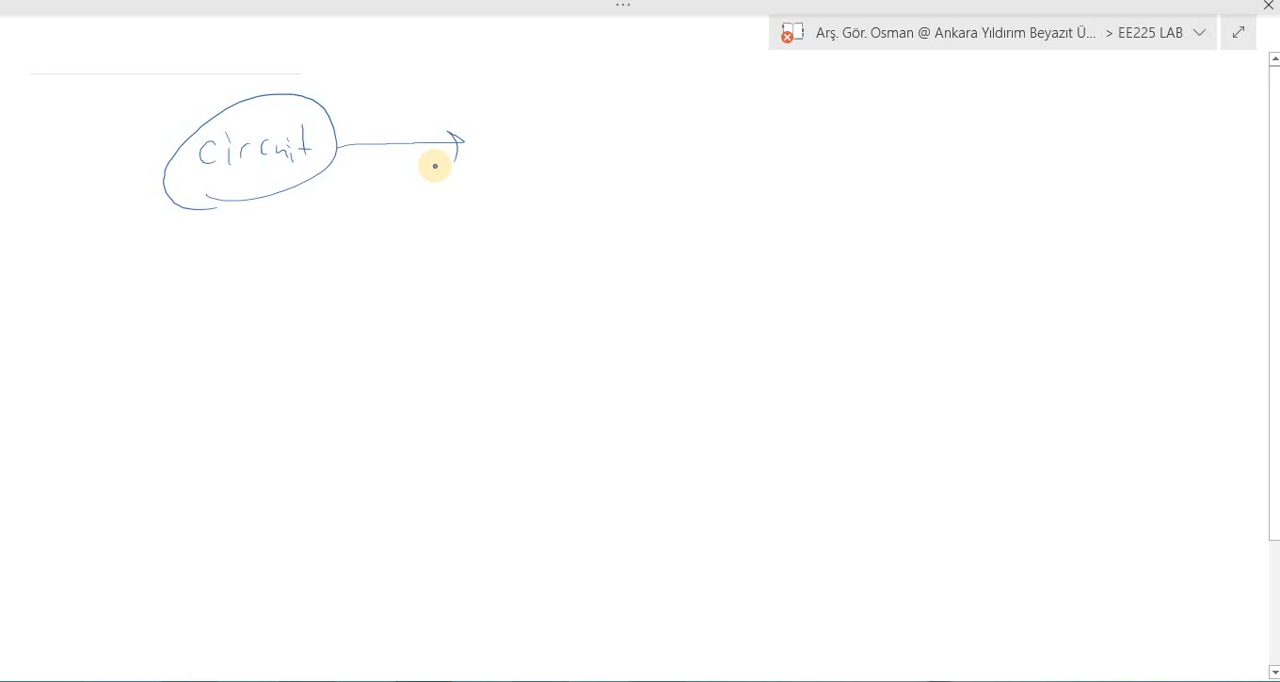 Arş. Gör. Osman @ Ankara Yıldırım Beyazıt Ü... > EE225 LAB
circuit